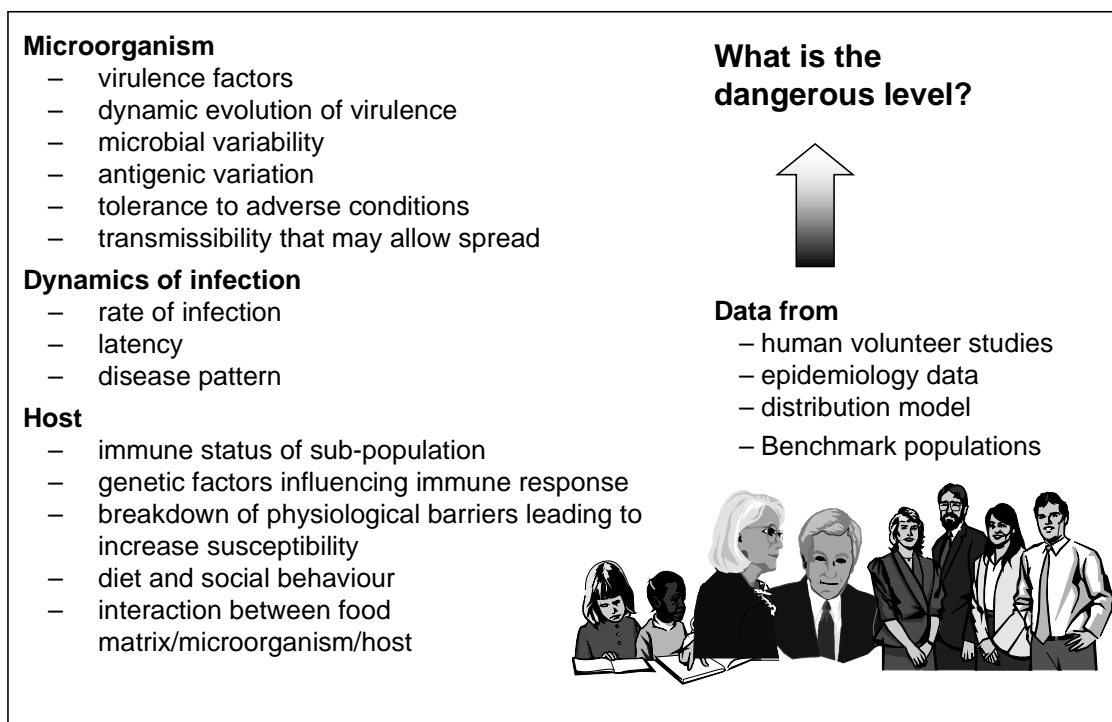 Microorganism
– virulence factors
– dynamic evolution of virulence
– microbial variability
– antigenic variation
– tolerance to adverse conditions
– transmissibility that may allow spread
Dynamics of infection
– rate of infection
– latency
– disease pattern
Host
– immune status of sub-population
– genetic factors influencing immune response
– breakdown of physiological barriers leading to
increase susceptibility
– diet and social behaviour
– interaction between food
matrix/microorganism/host
What is the
dangerous level?
Data from
– human volunteer studies
– epidemiology data
– distribution model
– Benchmark populations